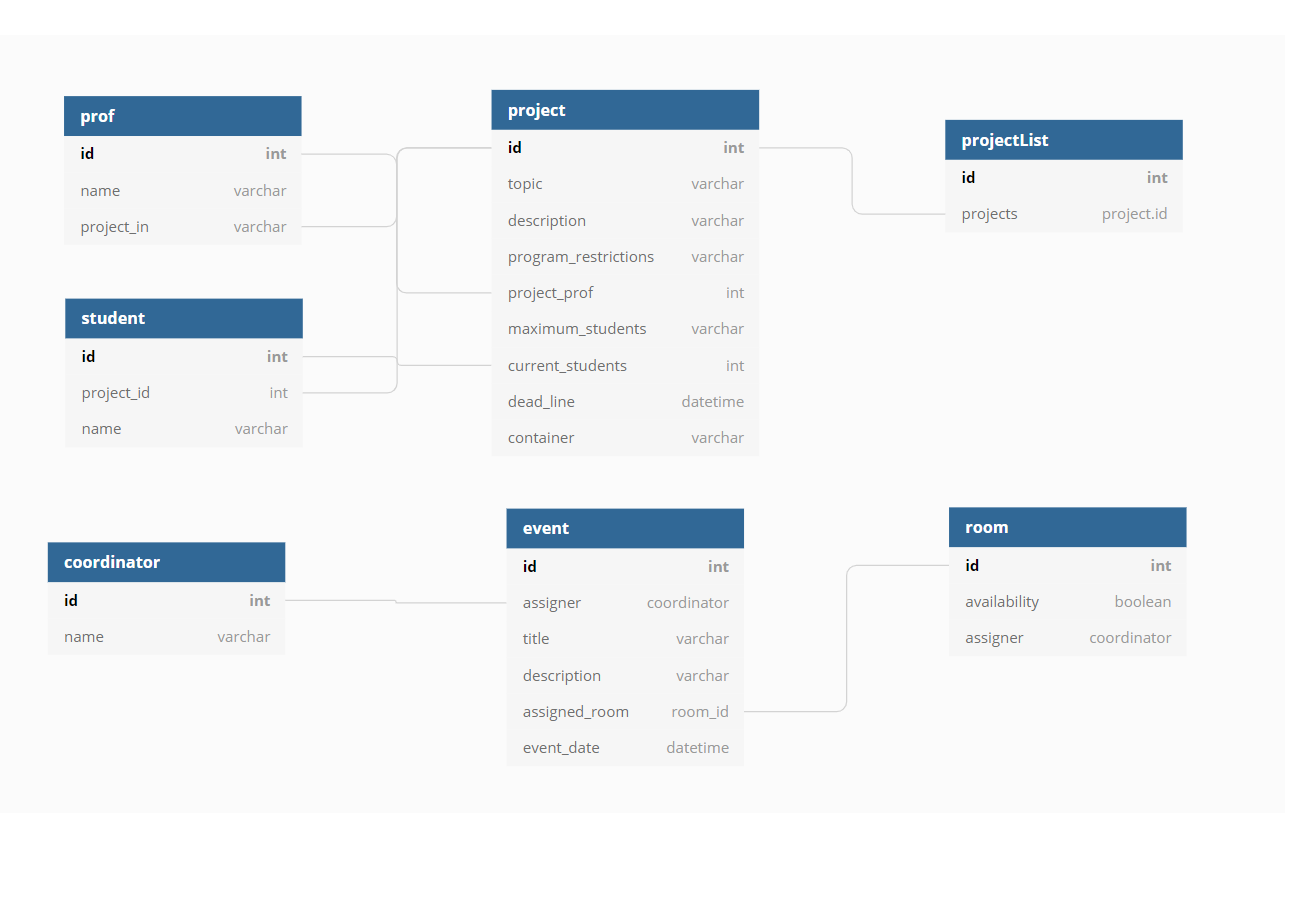 prof
id int
name varchar
project_in varchar
project
id int
topic varchar
description varchar
program_restrictions varchar
project_prof int
maximum_students varchar
current_students int
dead_line datetime
container varchar
projectList
id int
projects project.id
student
id int
project_id int
name varchar
coordinator
id int
name varchar
event
id int
assigner coordinator
title varchar
description varchar
assigned_room room_id
event_date datetime
room
id int
availability boolean
assigner coordinator